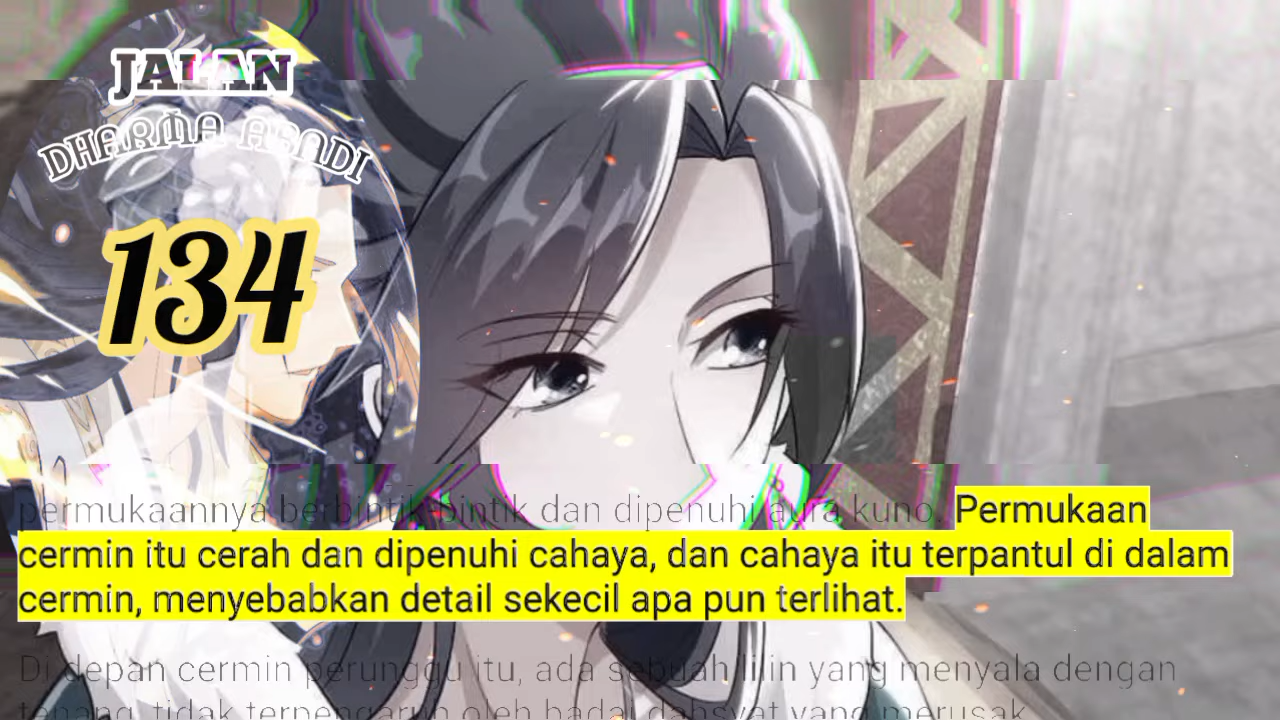 JALAN
DHARMA ABADI
134
permukaannya berbintik-bintik dan dipenuhi aura kuno. Permukaan
cermin itu cerah dan dipenuhi cahaya, dan cahaya itu terpantul di dalam
cermin, menyebabkan detail sekecil apa pun terlihat.
Di depan cermin perunggu itu, ada sebuah lilin yang menyala dengan
tenang, tidak terpengaruh oleh badai dahsyat yang merusak